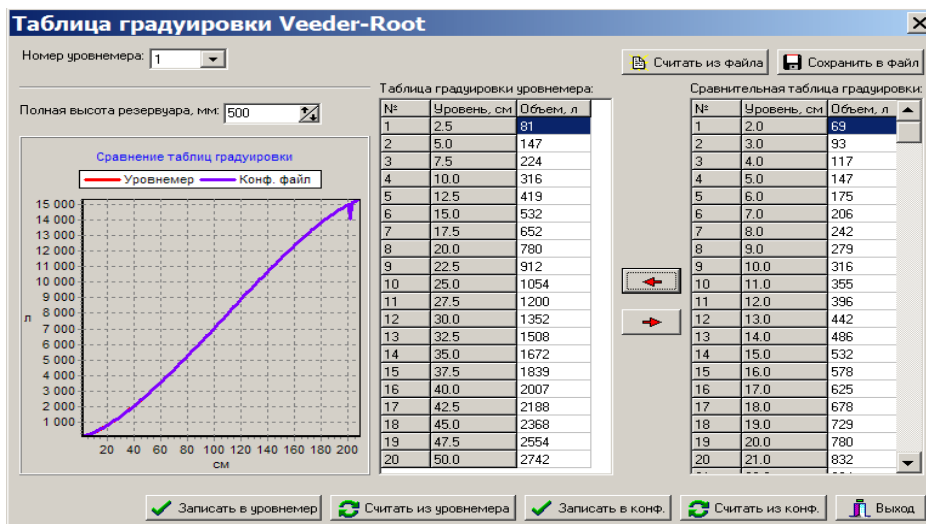 Таблица градуировки Veeder-Root
Номер уровнемера: 1
Считать из файла
Сохранить в файл
Полная высота резервуара, мм: 500
Сравнение таблиц градуировки
Уровнемер Конф. файл
15 000
14 000
13 000
12 000
11 000
10 000
9 000
8 000
7 000
6 000
5 000
4 000
3 000
2 000
1 000
л
20 40 60 80 100 120 140 160 180 200
см
Таблица градуировки уровнемера:
№ Уровень, см Объем, л
1 2.5 81
2 5.0 147
3 7.5 224
4 10.0 316
5 12.5 419
6 15.0 532
7 17.5 652
8 20.0 780
9 22.5 912
10 25.0 1054
11 27.5 1200
12 30.0 1352
13 32.5 1508
14 35.0 1672
15 37.5 1839
16 40.0 2007
17 42.5 2188
18 45.0 2368
19 47.5 2554
20 50.0 2742
Сравнительная таблица градуировки:
№ Уровень, см Объем, л
1 2.0 69
2 3.0 93
3 4.0 117
4 5.0 147
5 6.0 175
6 7.0 206
7 8.0 242
8 9.0 279
9 10.0 316
10 11.0 355
11 12.0 396
12 13.0 442
13 14.0 486
14 15.0 532
15 16.0 578
16 17.0 625
17 18.0 678
18 19.0 729
19 20.0 780
20 21.0 832
Записать в уровнемер
Считать из уровнемера
Записать в конф.
Считать из конф.
Выход